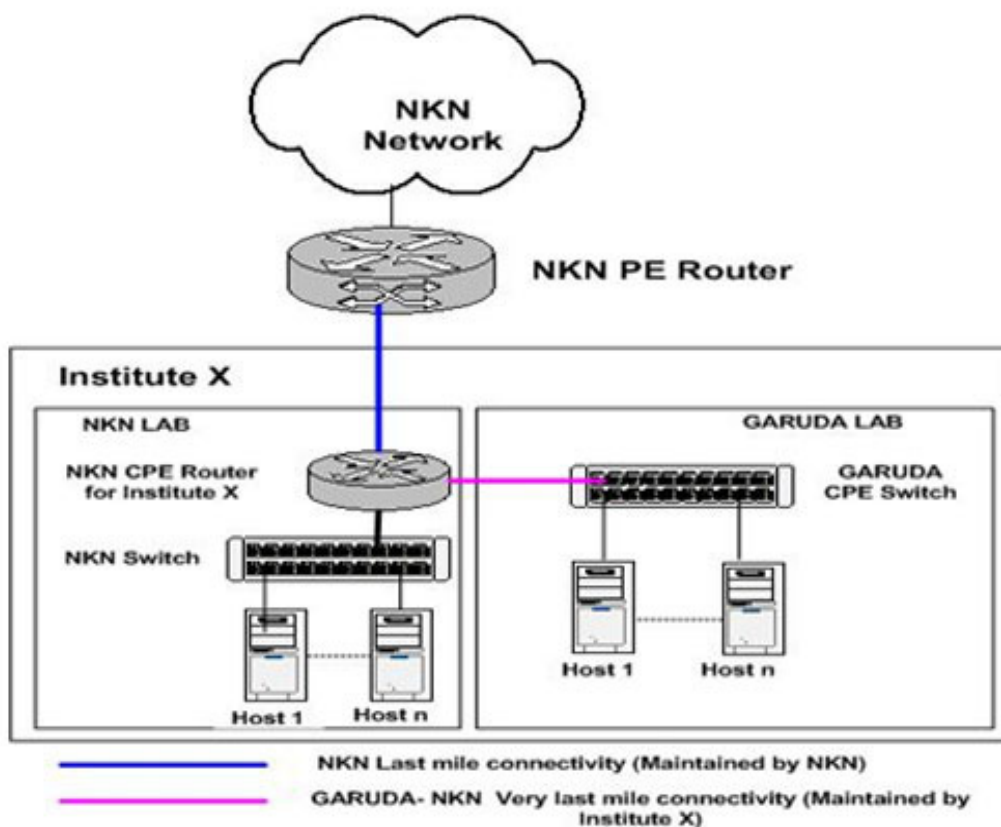 NKN
Network
NKN PE Router
Institute X
NKN LAB
GARUDA LAB
NKN CPE Router
for Institute X
GARUDA
CPE Switch
NKN Switch
Host 1
Host n
Host 1
Host n
NKN Last mile connectivity (Maintained by NKN)
GARUDA- NKN Very last mile connectivity (Maintained by
Institute X)